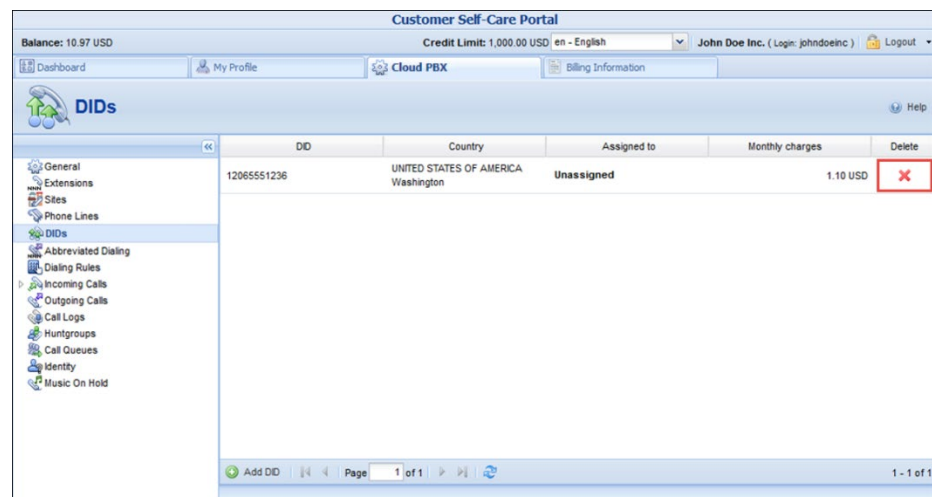 Customer Self-Care Portal
Balance: 10.97 USD Credit Limit: 1,000.00 USD en - English John Doe Inc. ( Login: johndoeinc ) Logout
Dashboard My Profile Cloud PBX Billing Information
DIDs Help
DID Country Assigned to Monthly charges Delete
12065551236 UNITED STATES OF AMERICA Washington Unassigned 1.10 USD
General
Extensions
Sites
Phone Lines
DIDs
Abbreviated Dialing
Dialing Rules
Incoming Calls
Outgoing Calls
Call Logs
Huntgroups
Call Queues
Identity
Music On Hold
Add DID Page 1 of 1 1 - 1 of 1